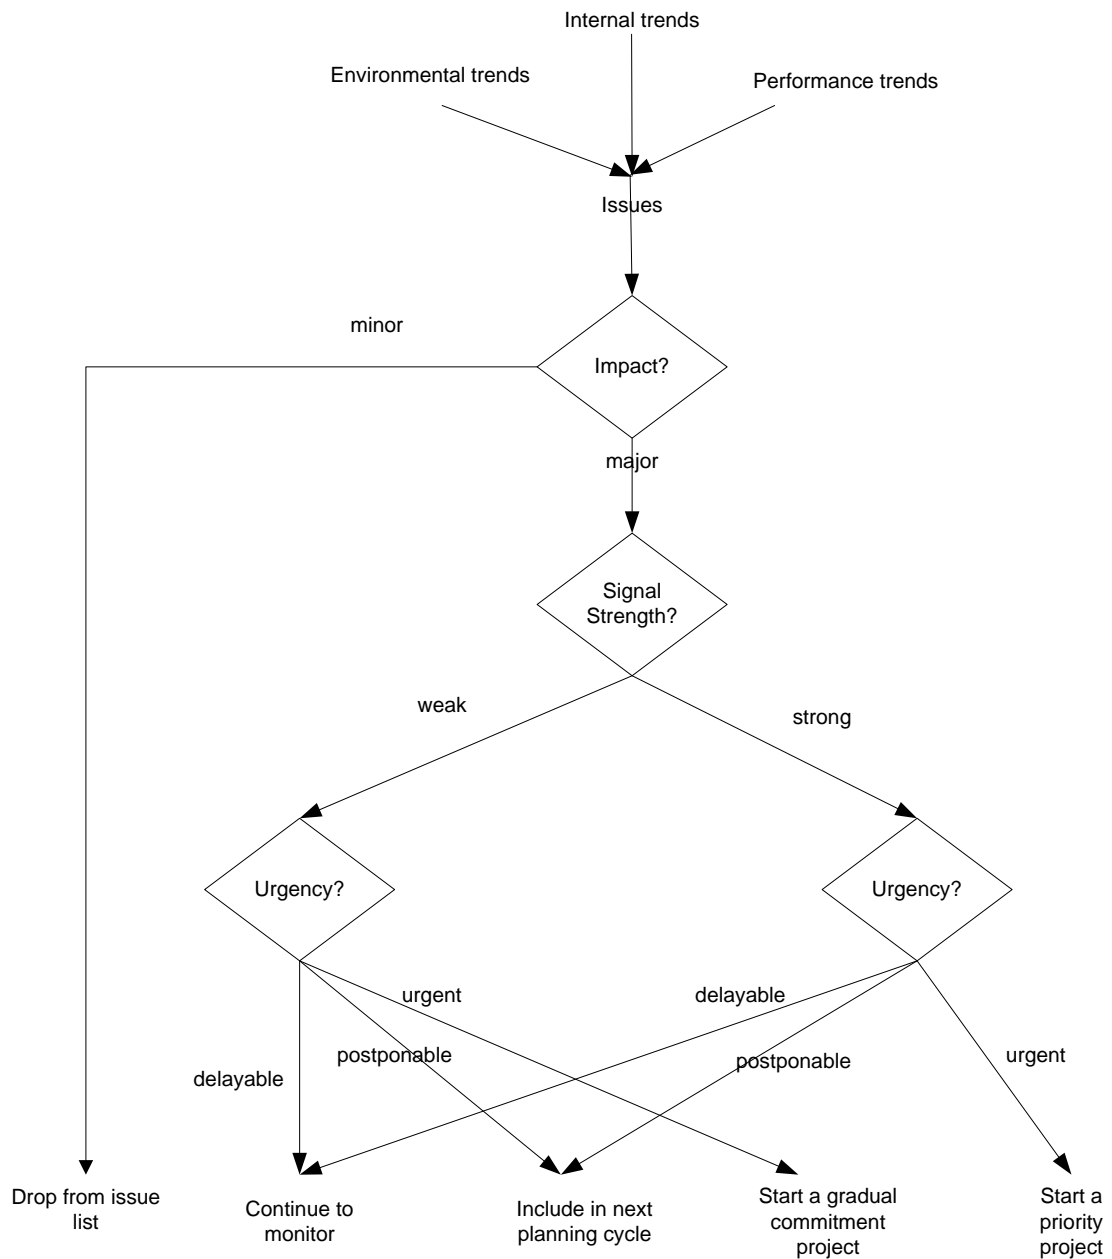 Internal trends
Environmental trends
Performance trends
Issues
minor
Impact?
major
Signal
Strength?
weak
strong
Urgency?
Urgency?
urgent
delayable
postponable
postponable
urgent
delayable
Drop from issue
list
Continue to
monitor
Include in next
planning cycle
Start a gradual
commitment
project
Start a
priority
project